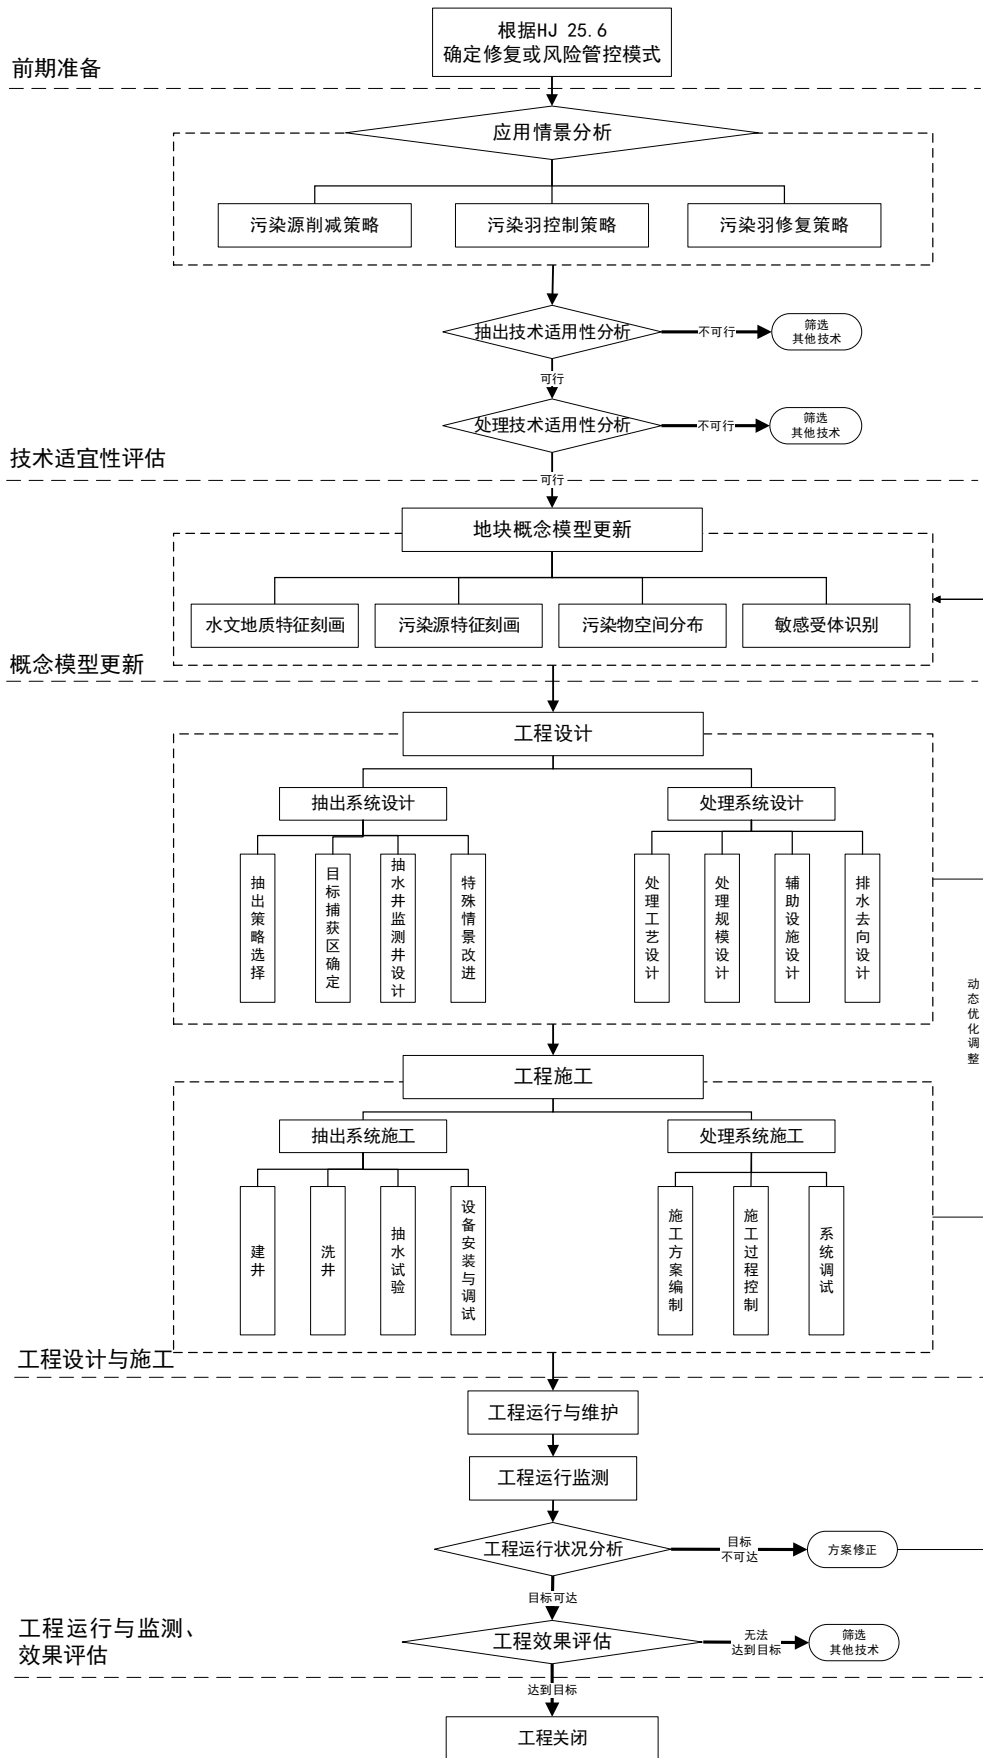 根据HJ 25.6
确定修复或风险管控模式
前期准备
应用情景分析
污染源削减策略
污染羽控制策略
污染羽修复策略
抽出技术适用性分析
不可行
筛选
其他技术
可行
处理技术适用性分析
不可行
筛选
其他技术
技术适宜性评估
可行
地块概念模型更新
水文地质特征刻画
污染源特征刻画
污染物空间分布
敏感受体识别
概念模型更新
工程设计
抽出系统设计
处理系统设计
抽出策略选择
目标捕获区确定
抽水井监测井设计
特殊情景改进
处理工艺设计
处理规模设计
辅助设施设计
排水去向设计
动态优化调整
工程施工
抽出系统施工
处理系统施工
建井
洗井
抽水试验
设备安装与调试
施工方案编制
施工过程控制
系统调试
工程设计与施工
工程运行与维护
工程运行监测
工程运行状况分析
目标
不可达
方案修正
目标可达
工程运行与监测、
效果评估
工程效果评估
无法
达到目标
筛选
其他技术
达到目标
工程关闭